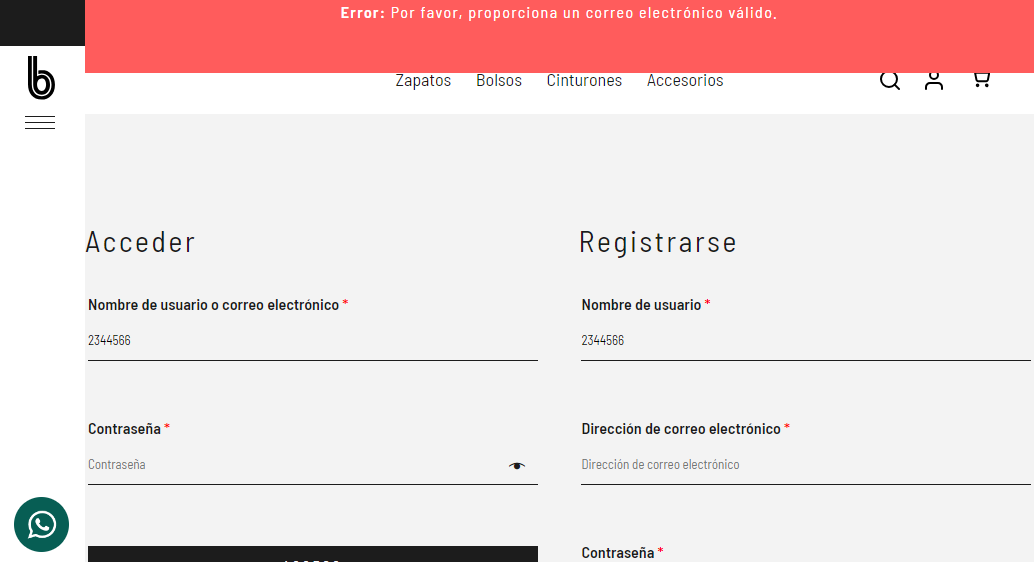 Error: Por favor, proporciona un correo electrónico válido.
b
Zapatos Bolsos Cinturones Accesorios
Acceder
Nombre de usuario o correo electrónico *
2344566
Contraseña *
Contraseña
Registrarse
Nombre de usuario *
2344566
Dirección de correo electrónico *
Dirección de correo electrónico
Contraseña *